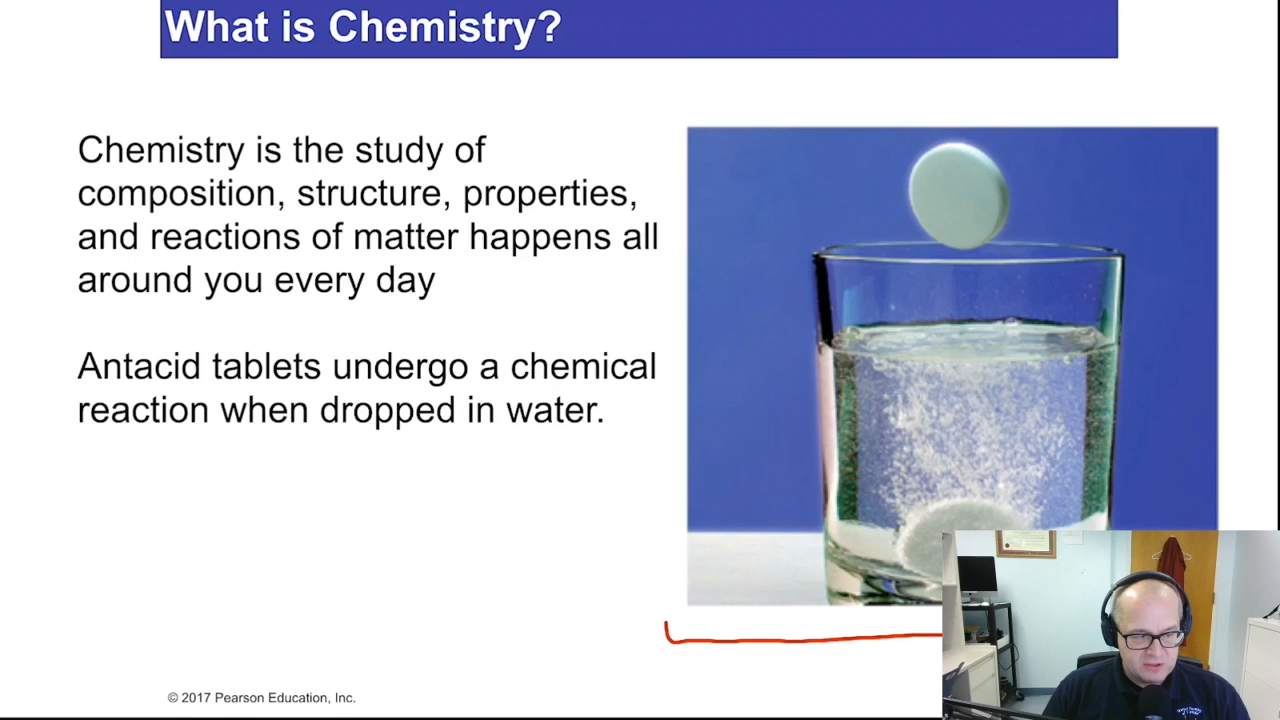 What is Chemistry?
Chemistry is the study of
composition, structure, properties,
and reactions of matter happens all
around you every day
Antacid tablets undergo a chemical
reaction when dropped in water.
© 2017 Pearson Education, Inc.